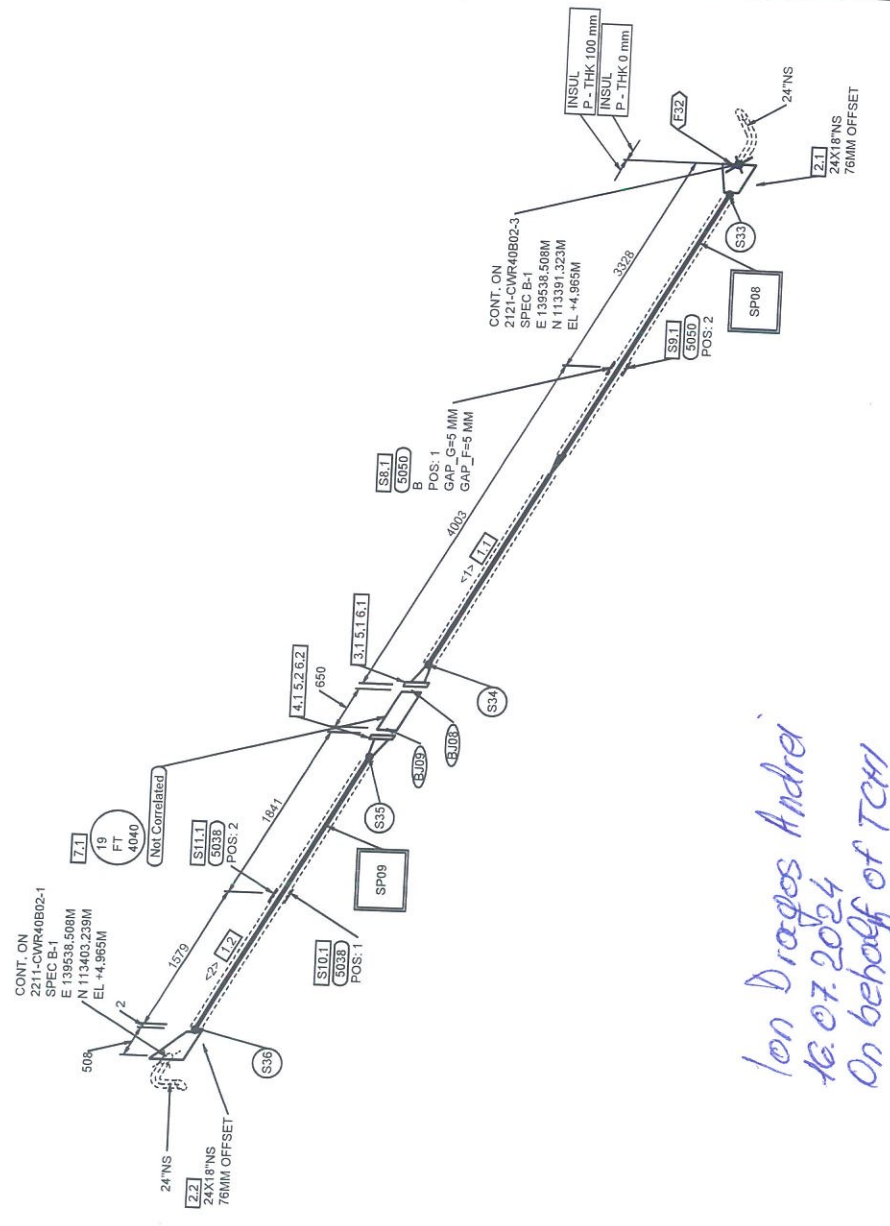 CONT. ON
2211-CWR40B02-1
SPEC B-1
E 139538.508M
N 113403.239M
EL +4.965M
508
2
24"NS
2.2
24X18"NS
76MM OFFSET
S36
1579
<2> 1.2
S10.1
5038
POS: 1
S11.1
5038
POS: 2
SP09
7.1
19
FT
4040
Not Correlated
1841
S35
4.1 5.2 6.2
650
BJ09
BJ08
3.1 5.1 6.1
S34
<1> 1.1
4003
S8.1
5050
B
POS: 1
GAP_G=5 MM
GAP_F=5 MM
S9.1
5050
POS: 2
3328
CONT. ON
2121-CWR40B02-3
SPEC B-1
E 139538.508M
N 113391.323M
EL +4.965M
SP08
S33
INSUL
P - THK 100 mm
INSUL
P - THK 0 mm
F32
24"NS
2.1
24X18"NS
76MM OFFSET
Ion Dragos Andrei
16.07.2024
On behalf of TCHI